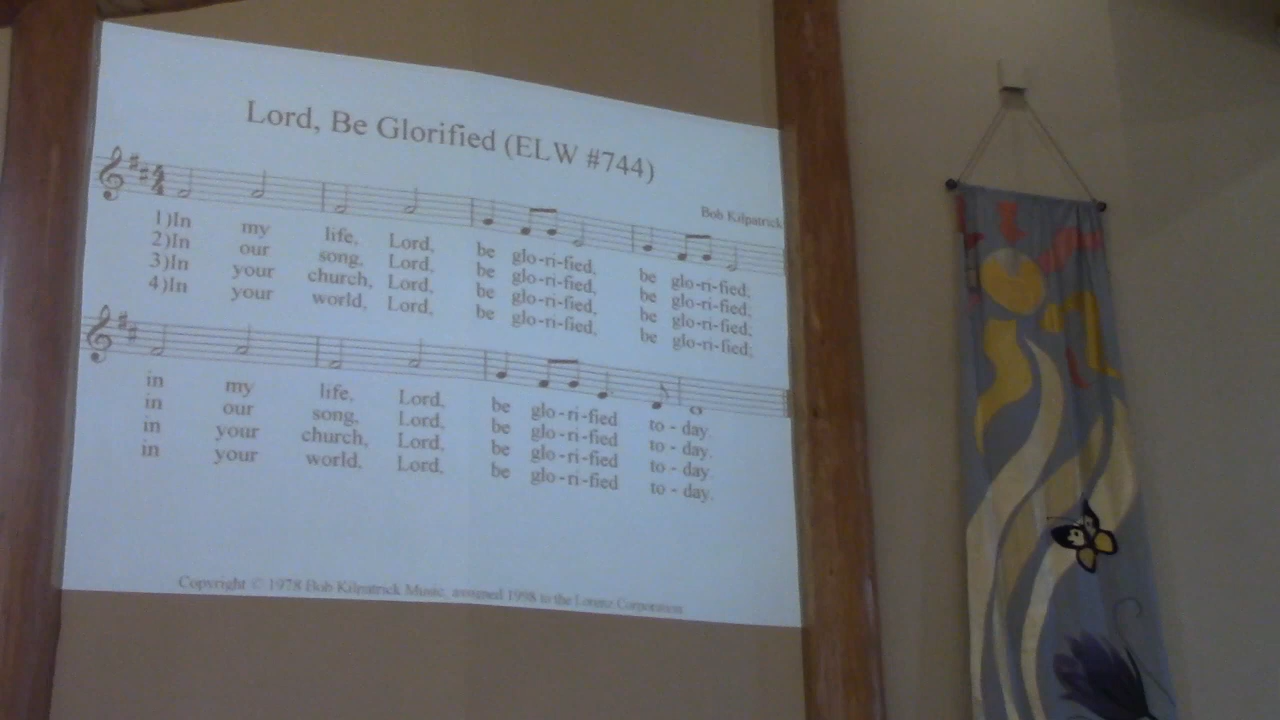 Lord, Be Glorified (ELW #744)
Bob Kilpatrick
4
4
1)In my life, Lord, be glo-ri-fied, be glo-ri-fied;
2)In our song, Lord, be glo-ri-fied, be glo-ri-fied;
3)In your church, Lord, be glo-ri-fied, be glo-ri-fied;
4)In your world, Lord, be glo-ri-fied, be glo-ri-fied;
in my life, Lord, be glo-ri-fied to-day.
in our song, Lord, be glo-ri-fied to-day.
in your church, Lord, be glo-ri-fied to-day.
in your world, Lord, be glo-ri-fied to-day.
Copyright © 1978 Bob Kilpatrick Music, assigned 1998 to the Lorenz Corporation